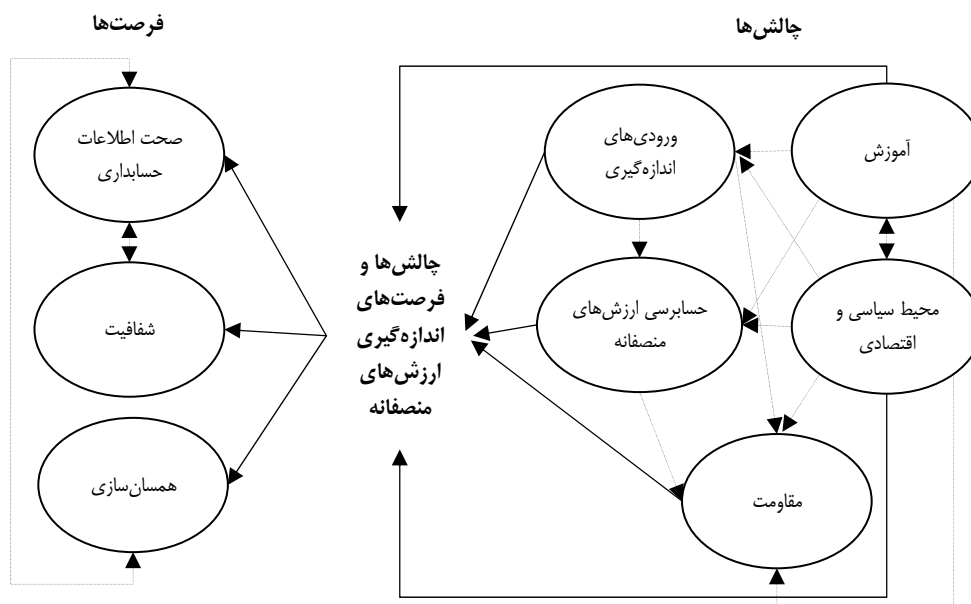 چالش‌ها
فرصت‌ها
آموزش
ورودی‌های
اندازه‌گیری
صحت اطلاعات
حسابداری
محیط سیاسی و
اقتصادی
حسابرسی ارزش‌های
منصفانه
چالش‌ها و
فرصت‌های
اندازه‌گیری
ارزش‌های
منصفانه
شفافیت
مقاومت
همسان‌سازی